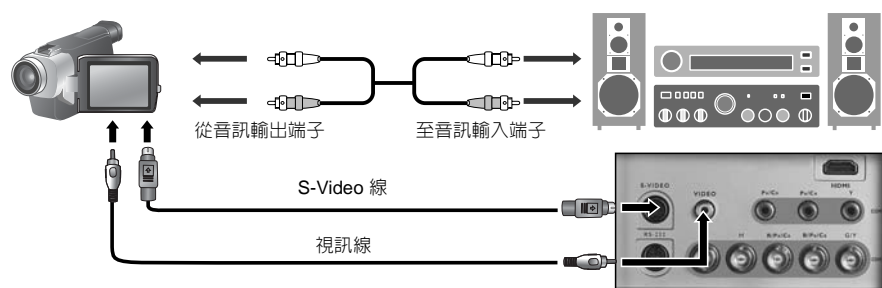 從音訊輸出端子
至音訊輸入端子
S-Video 線
視訊線
HDMI
S-VIDEO
VIDEO
Y
RS-232
H
G/Y